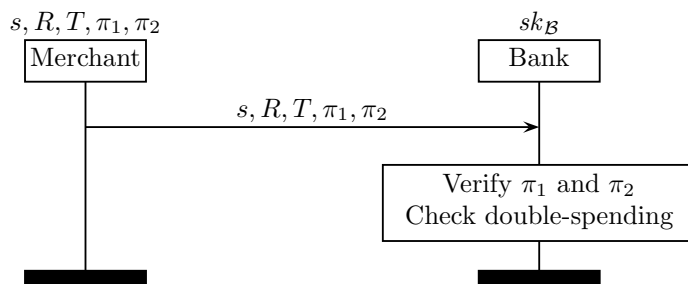 s, R, T, π₁, π₂
sk_ℬ
Merchant
Bank
s, R, T, π₁, π₂
Verify π₁ and π₂
Check double-spending